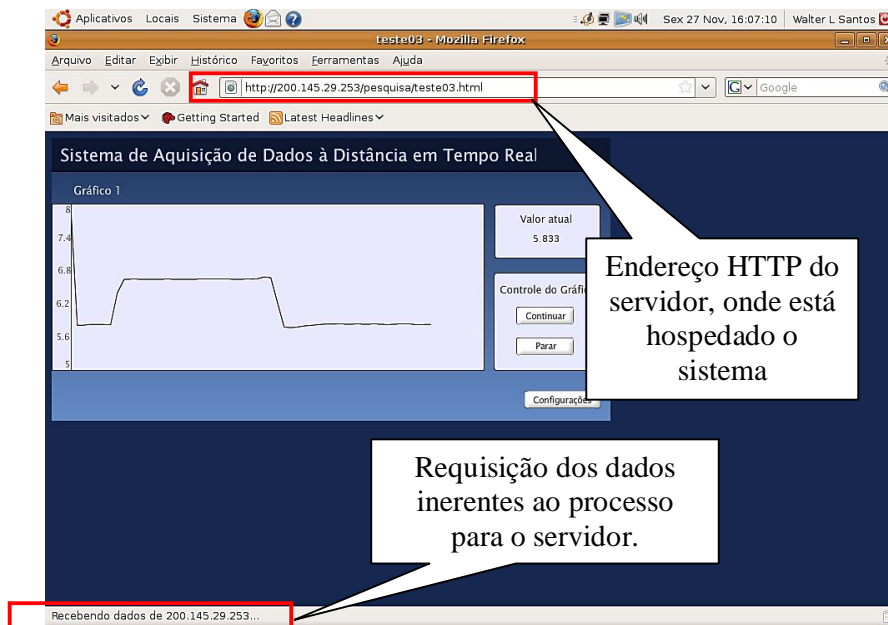 Aplicativos Locais Sistema Sex 27 Nov, 16:07:10 Walter L Santos
teste03 - Mozilla Firefox
Arquivo Editar Exibir Histórico Favoritos Ferramentas Ajuda
http://200.145.29.253/pesquisa/teste03.html G Google
Mais visitados Getting Started Latest Headlines
Sistema de Aquisição de Dados à Distância em Tempo Real
Gráfico 1
8
7.4
6.8
6.2
5.6
5
Valor atual
5.833
Controle do Gráfi
Continuar
Parar
Configurações
Endereço HTTP do
servidor, onde está
hospedado o
sistema
Requisição dos dados
inerentes ao processo
para o servidor.
Recebendo dados de 200.145.29.253...